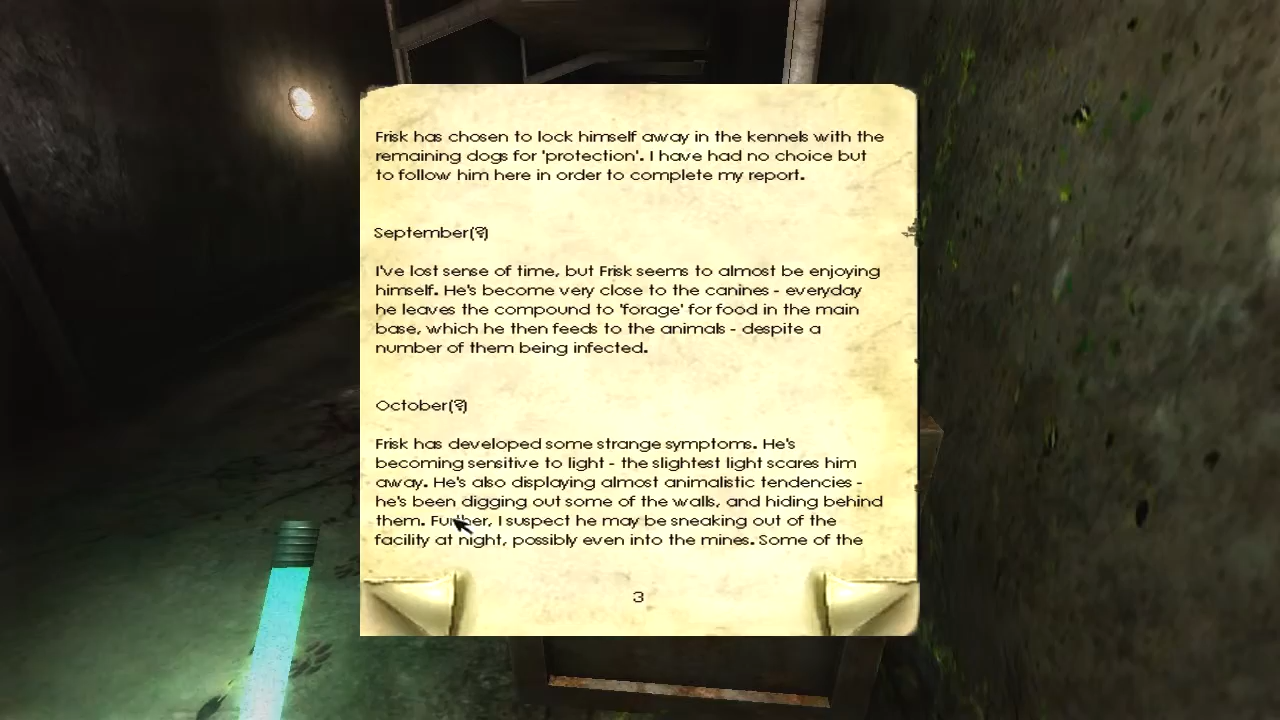 Frisk has chosen to lock himself away in the kennels with the
remaining dogs for 'protection'. I have had no choice but
to follow him here in order to complete my report.
September(?)
I've lost sense of time, but Frisk seems to almost be enjoying
himself. He's become very close to the canines - everyday
he leaves the compound to 'forage' for food in the main
base, which he then feeds to the animals - despite a
number of them being infected.
October(?)
Frisk has developed some strange symptoms. He's
becoming sensitive to light - the slightest light scares him
away. He's also displaying almost animalistic tendencies -
he's been digging out some of the walls, and hiding behind
them. Further, I suspect he may be sneaking out of the
facility at night, possibly even into the mines. Some of the
3